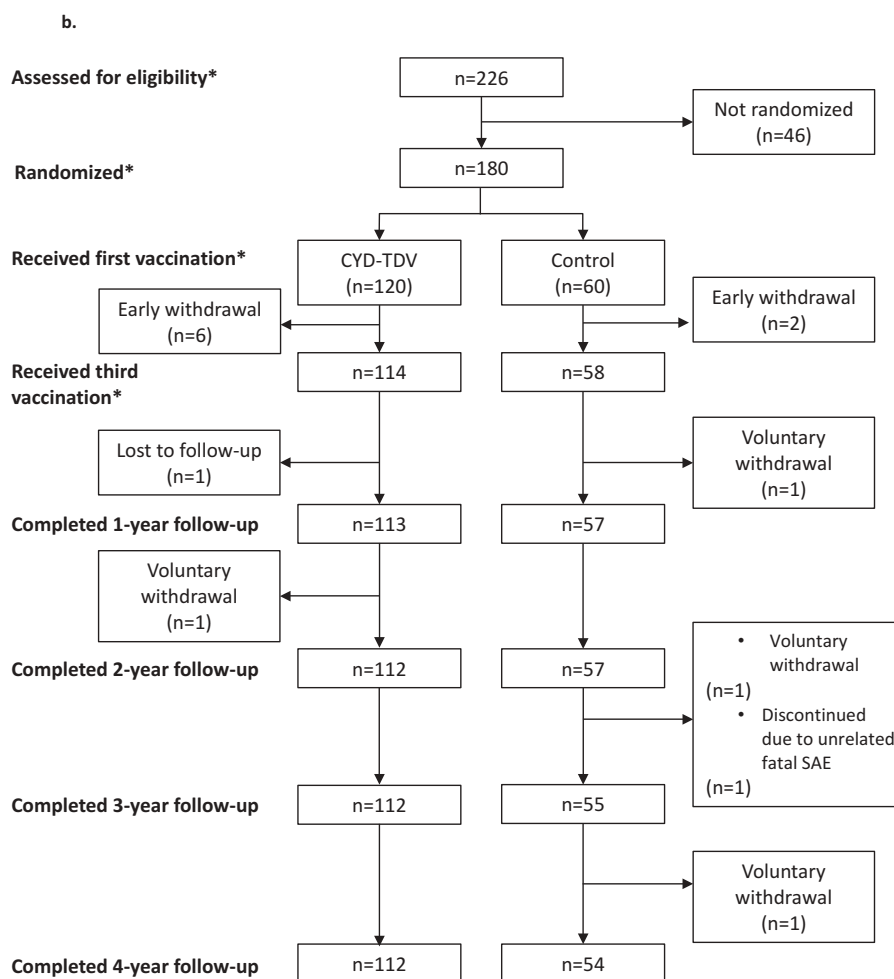 b.
Assessed for eligibility*
n=226
Not randomized
(n=46)
Randomized*
n=180
Received first vaccination*
CYD-TDV
(n=120)
Control
(n=60)
Early withdrawal
(n=6)
Early withdrawal
(n=2)
Received third
vaccination*
n=114
n=58
Lost to follow-up
(n=1)
Voluntary
withdrawal
(n=1)
Completed 1-year follow-up
n=113
n=57
Voluntary
withdrawal
(n=1)
Completed 2-year follow-up
n=112
n=57
• Voluntary
withdrawal
(n=1)
• Discontinued
due to unrelated
fatal SAE
(n=1)
Completed 3-year follow-up
n=112
n=55
Voluntary
withdrawal
(n=1)
Completed 4-year follow-up
n=112
n=54